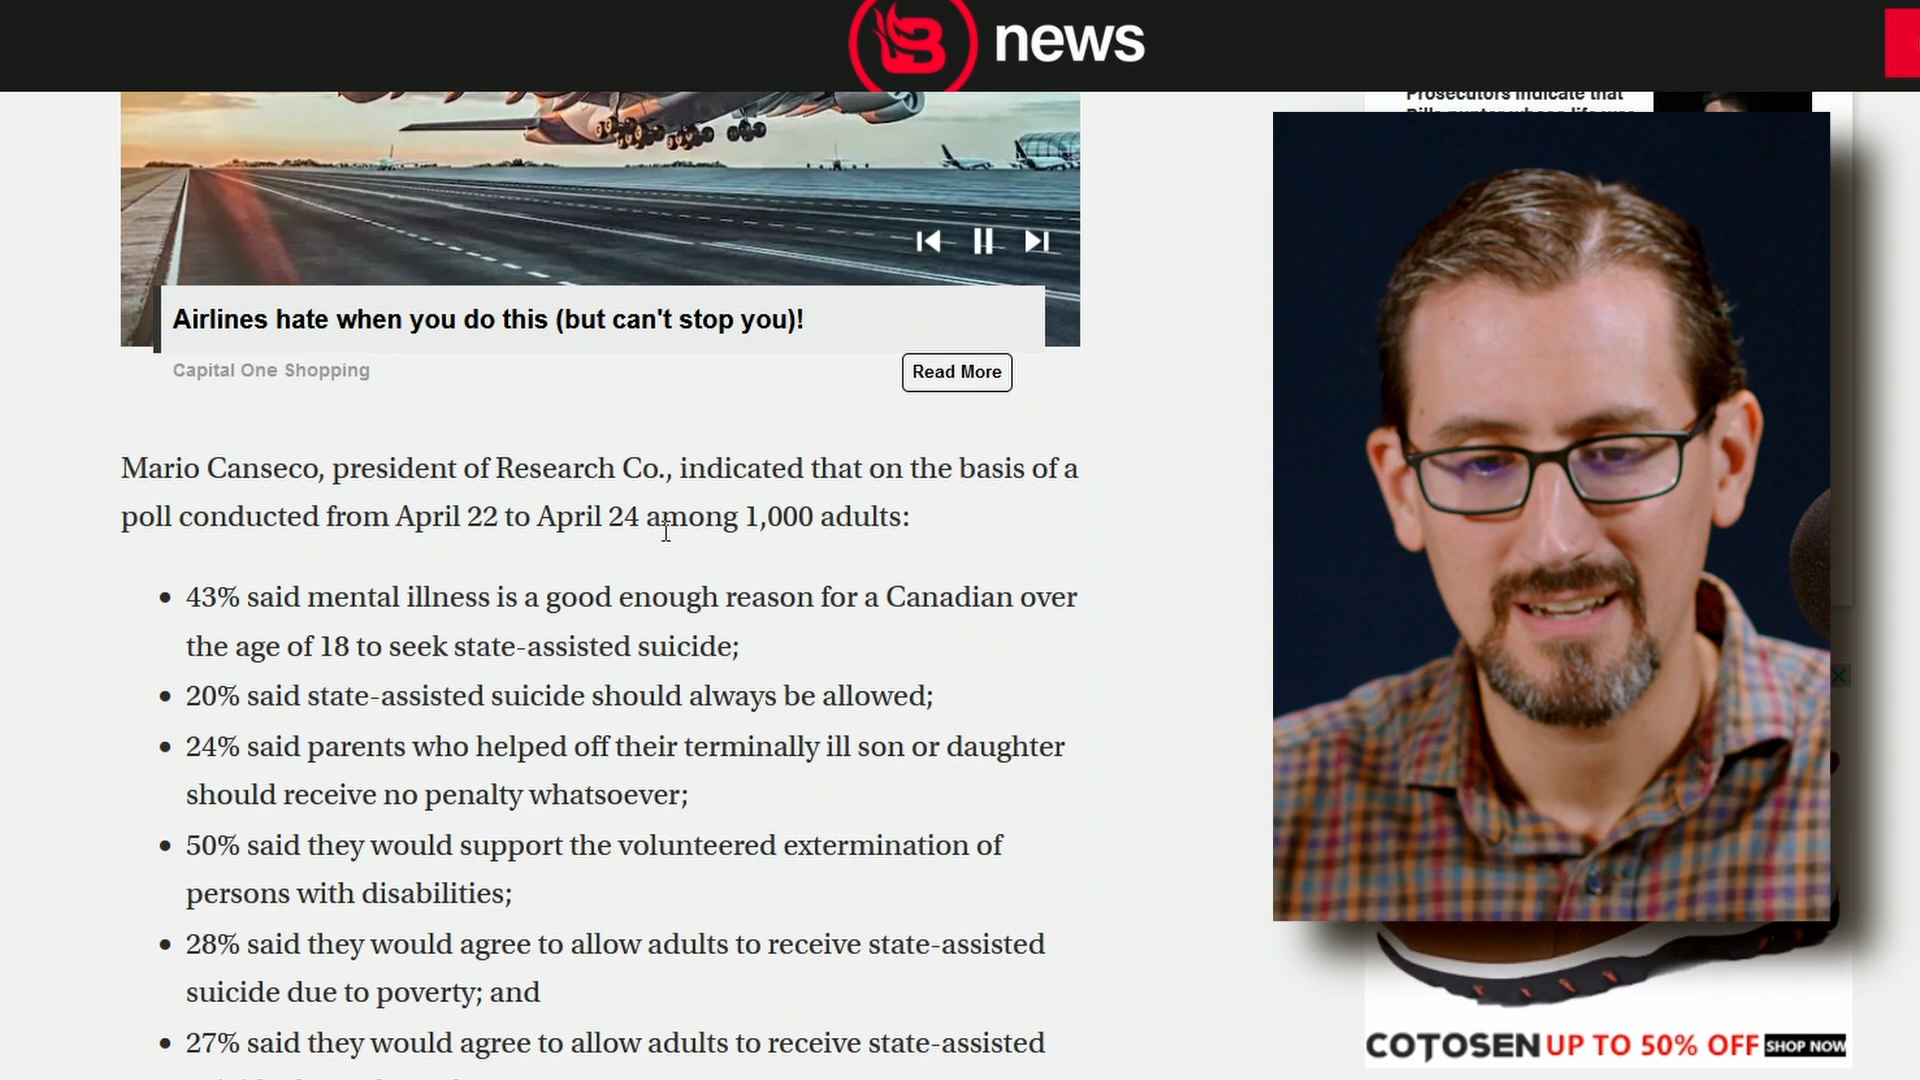 news
Prosecutors indicate that
Airlines hate when you do this (but can't stop you)!
Capital One Shopping
Read More
Mario Canseco, president of Research Co., indicated that on the basis of a
poll conducted from April 22 to April 24 among 1,000 adults:
• 43% said mental illness is a good enough reason for a Canadian over
the age of 18 to seek state-assisted suicide;
• 20% said state-assisted suicide should always be allowed;
• 24% said parents who helped off their terminally ill son or daughter
should receive no penalty whatsoever;
• 50% said they would support the volunteered extermination of
persons with disabilities;
• 28% said they would agree to allow adults to receive state-assisted
suicide due to poverty; and
• 27% said they would agree to allow adults to receive state-assisted
COTOSEN UP TO 50% OFF SHOP NOW